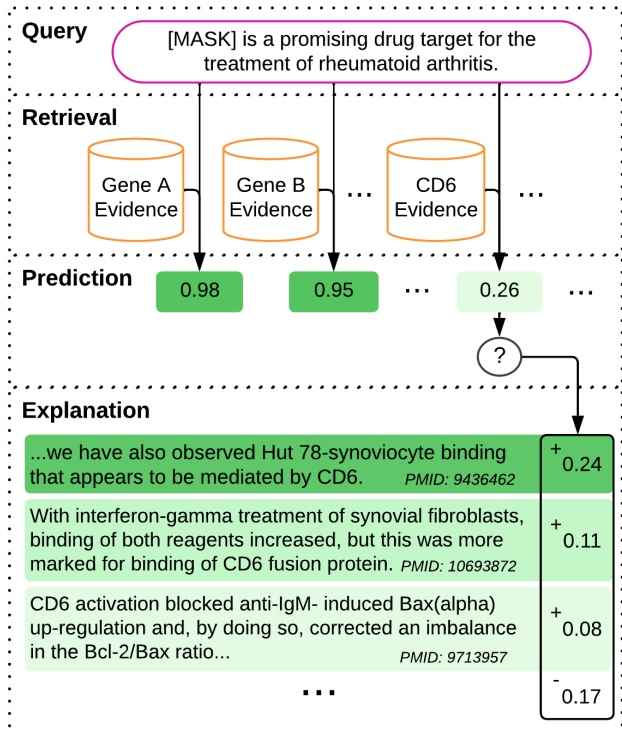 Query
[MASK] is a promising drug target for the
treatment of rheumatoid arthritis.
Retrieval
Gene A
Evidence
Gene B
Evidence
...
CD6
Evidence
...
Prediction
0.98
0.95
...
0.26
...
?
Explanation
...we have also observed Hut 78-synoviocyte binding
that appears to be mediated by CD6. PMID: 9436462
+0.24
With interferon-gamma treatment of synovial fibroblasts,
binding of both reagents increased, but this was more
marked for binding of CD6 fusion protein. PMID: 10693872
+0.11
CD6 activation blocked anti-IgM- induced Bax(alpha)
up-regulation and, by doing so, corrected an imbalance
in the Bcl-2/Bax ratio... PMID: 9713957
+0.08
...
-0.17